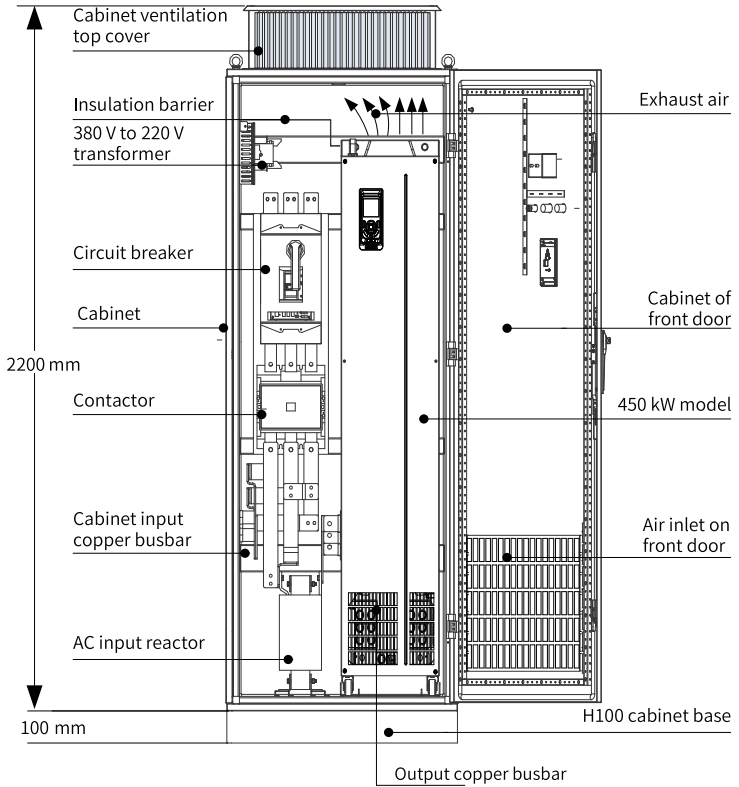 Cabinet ventilation
top cover
Insulation barrier
380 V to 220 V
transformer
Circuit breaker
Cabinet
2200 mm
Contactor
Cabinet input
copper busbar
AC input reactor
100 mm
Exhaust air
Cabinet of
front door
450 kW model
Air inlet on
front door
H100 cabinet base
Output copper busbar